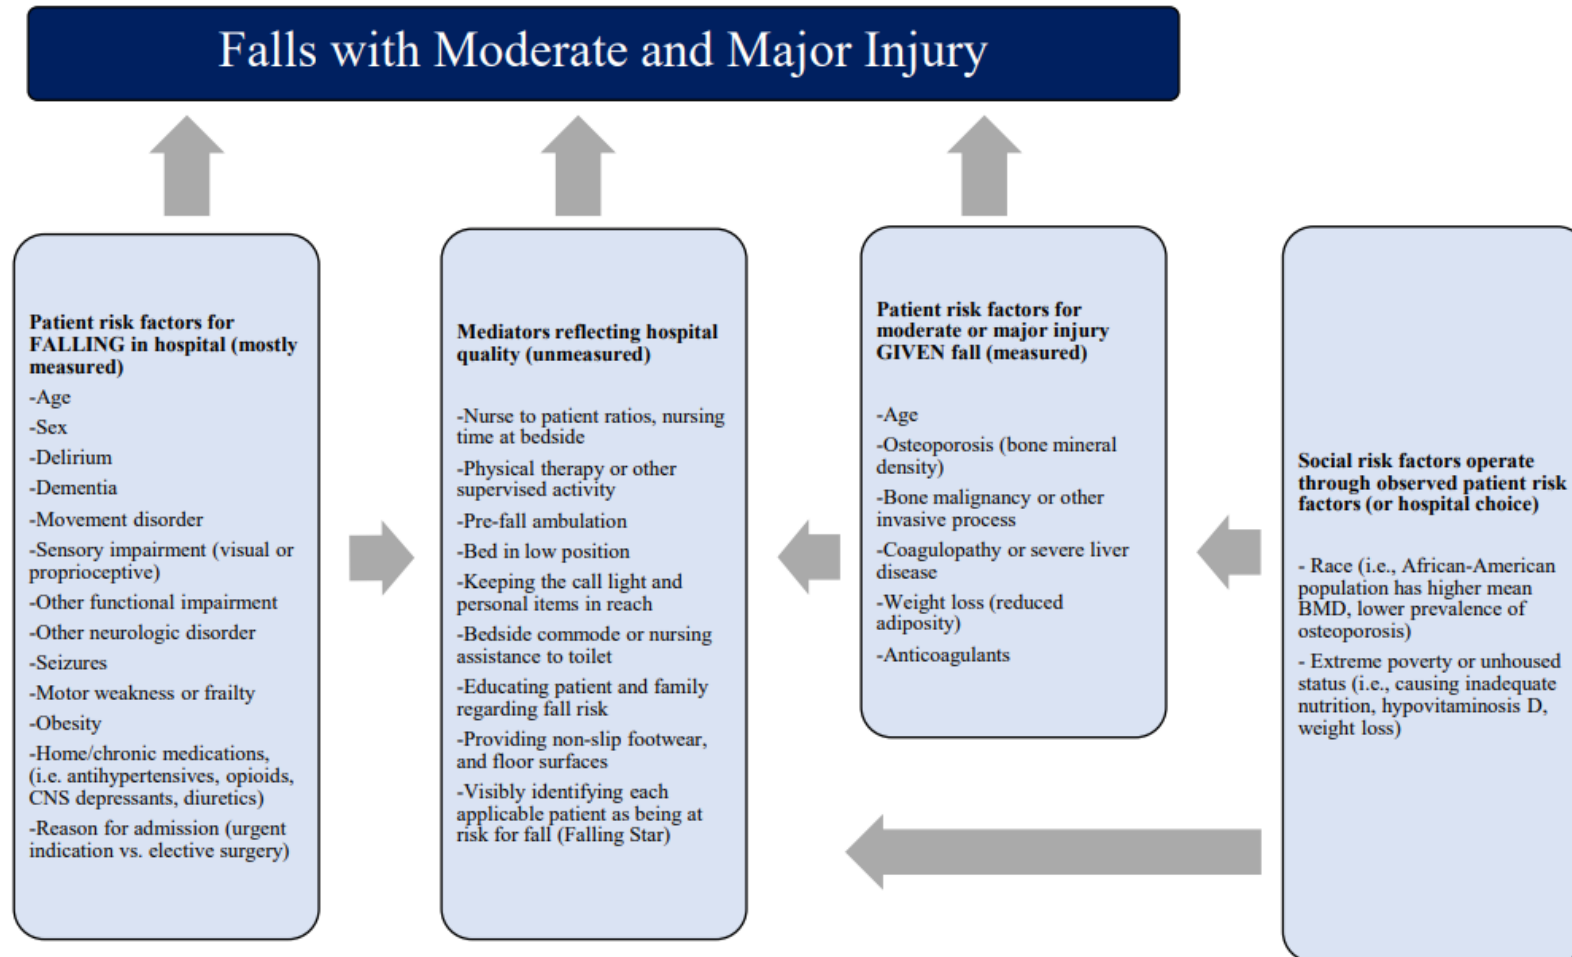 Falls with Moderate and Major Injury
Patient risk factors for
FALLING in hospital (mostly
measured)
-Age
-Sex
-Delirium
-Dementia
-Movement disorder
-Sensory impairment (visual or
proprioceptive)
-Other functional impairment
-Other neurologic disorder
-Seizures
-Motor weakness or frailty
-Obesity
-Home/chronic medications,
(i.e. antihypertensives, opioids,
CNS depressants, diuretics)
-Reason for admission (urgent
indication vs. elective surgery)
Mediators reflecting hospital
quality (unmeasured)
-Nurse to patient ratios, nursing
time at bedside
-Physical therapy or other
supervised activity
-Pre-fall ambulation
-Bed in low position
-Keeping the call light and
personal items in reach
-Bedside commode or nursing
assistance to toilet
-Educating patient and family
regarding fall risk
-Providing non-slip footwear,
and floor surfaces
-Visibly identifying each
applicable patient as being at
risk for fall (Falling Star)
Patient risk factors for
moderate or major injury
GIVEN fall (measured)
-Age
-Osteoporosis (bone mineral
density)
-Bone malignancy or other
invasive process
-Coagulopathy or severe liver
disease
-Weight loss (reduced
adiposity)
-Anticoagulants
Social risk factors operate
through observed patient risk
factors (or hospital choice)
- Race (i.e., African-American
population has higher mean
BMD, lower prevalence of
osteoporosis)
- Extreme poverty or unhoused
status (i.e., causing inadequate
nutrition, hypovitaminosis D,
weight loss)